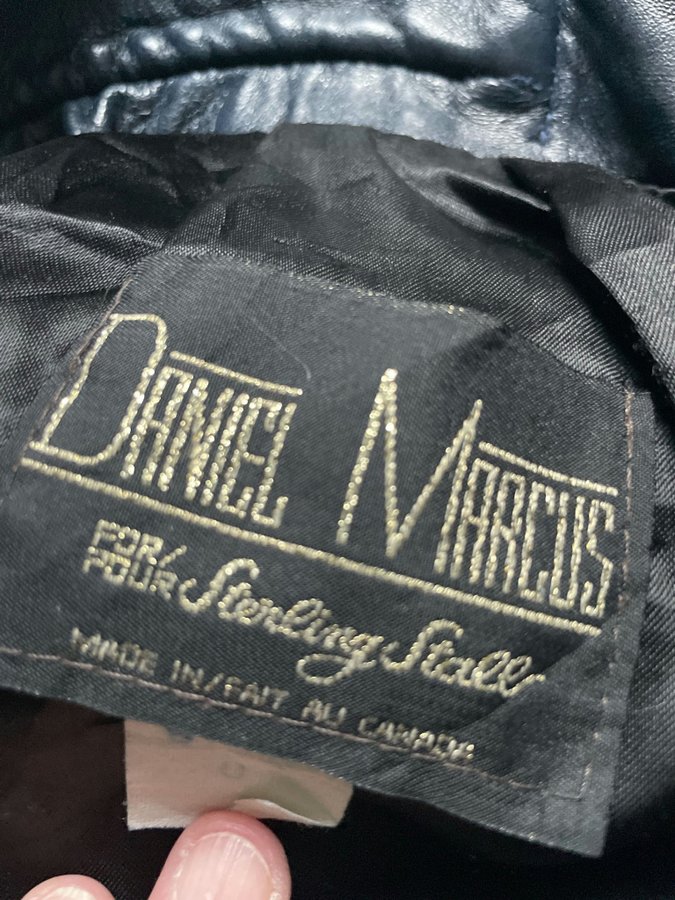 DANIEL MARCUS
FOR/
POUR Sterling Stall
MADE IN/FAIT AU CANADA